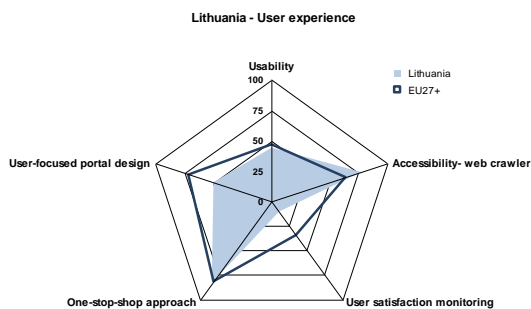 Lithuania - User experience
Usability
100
75
50
25
0
Lithuania
EU27+
User-focused portal design
Accessibility- web crawler
One-stop-shop approach
User satisfaction monitoring